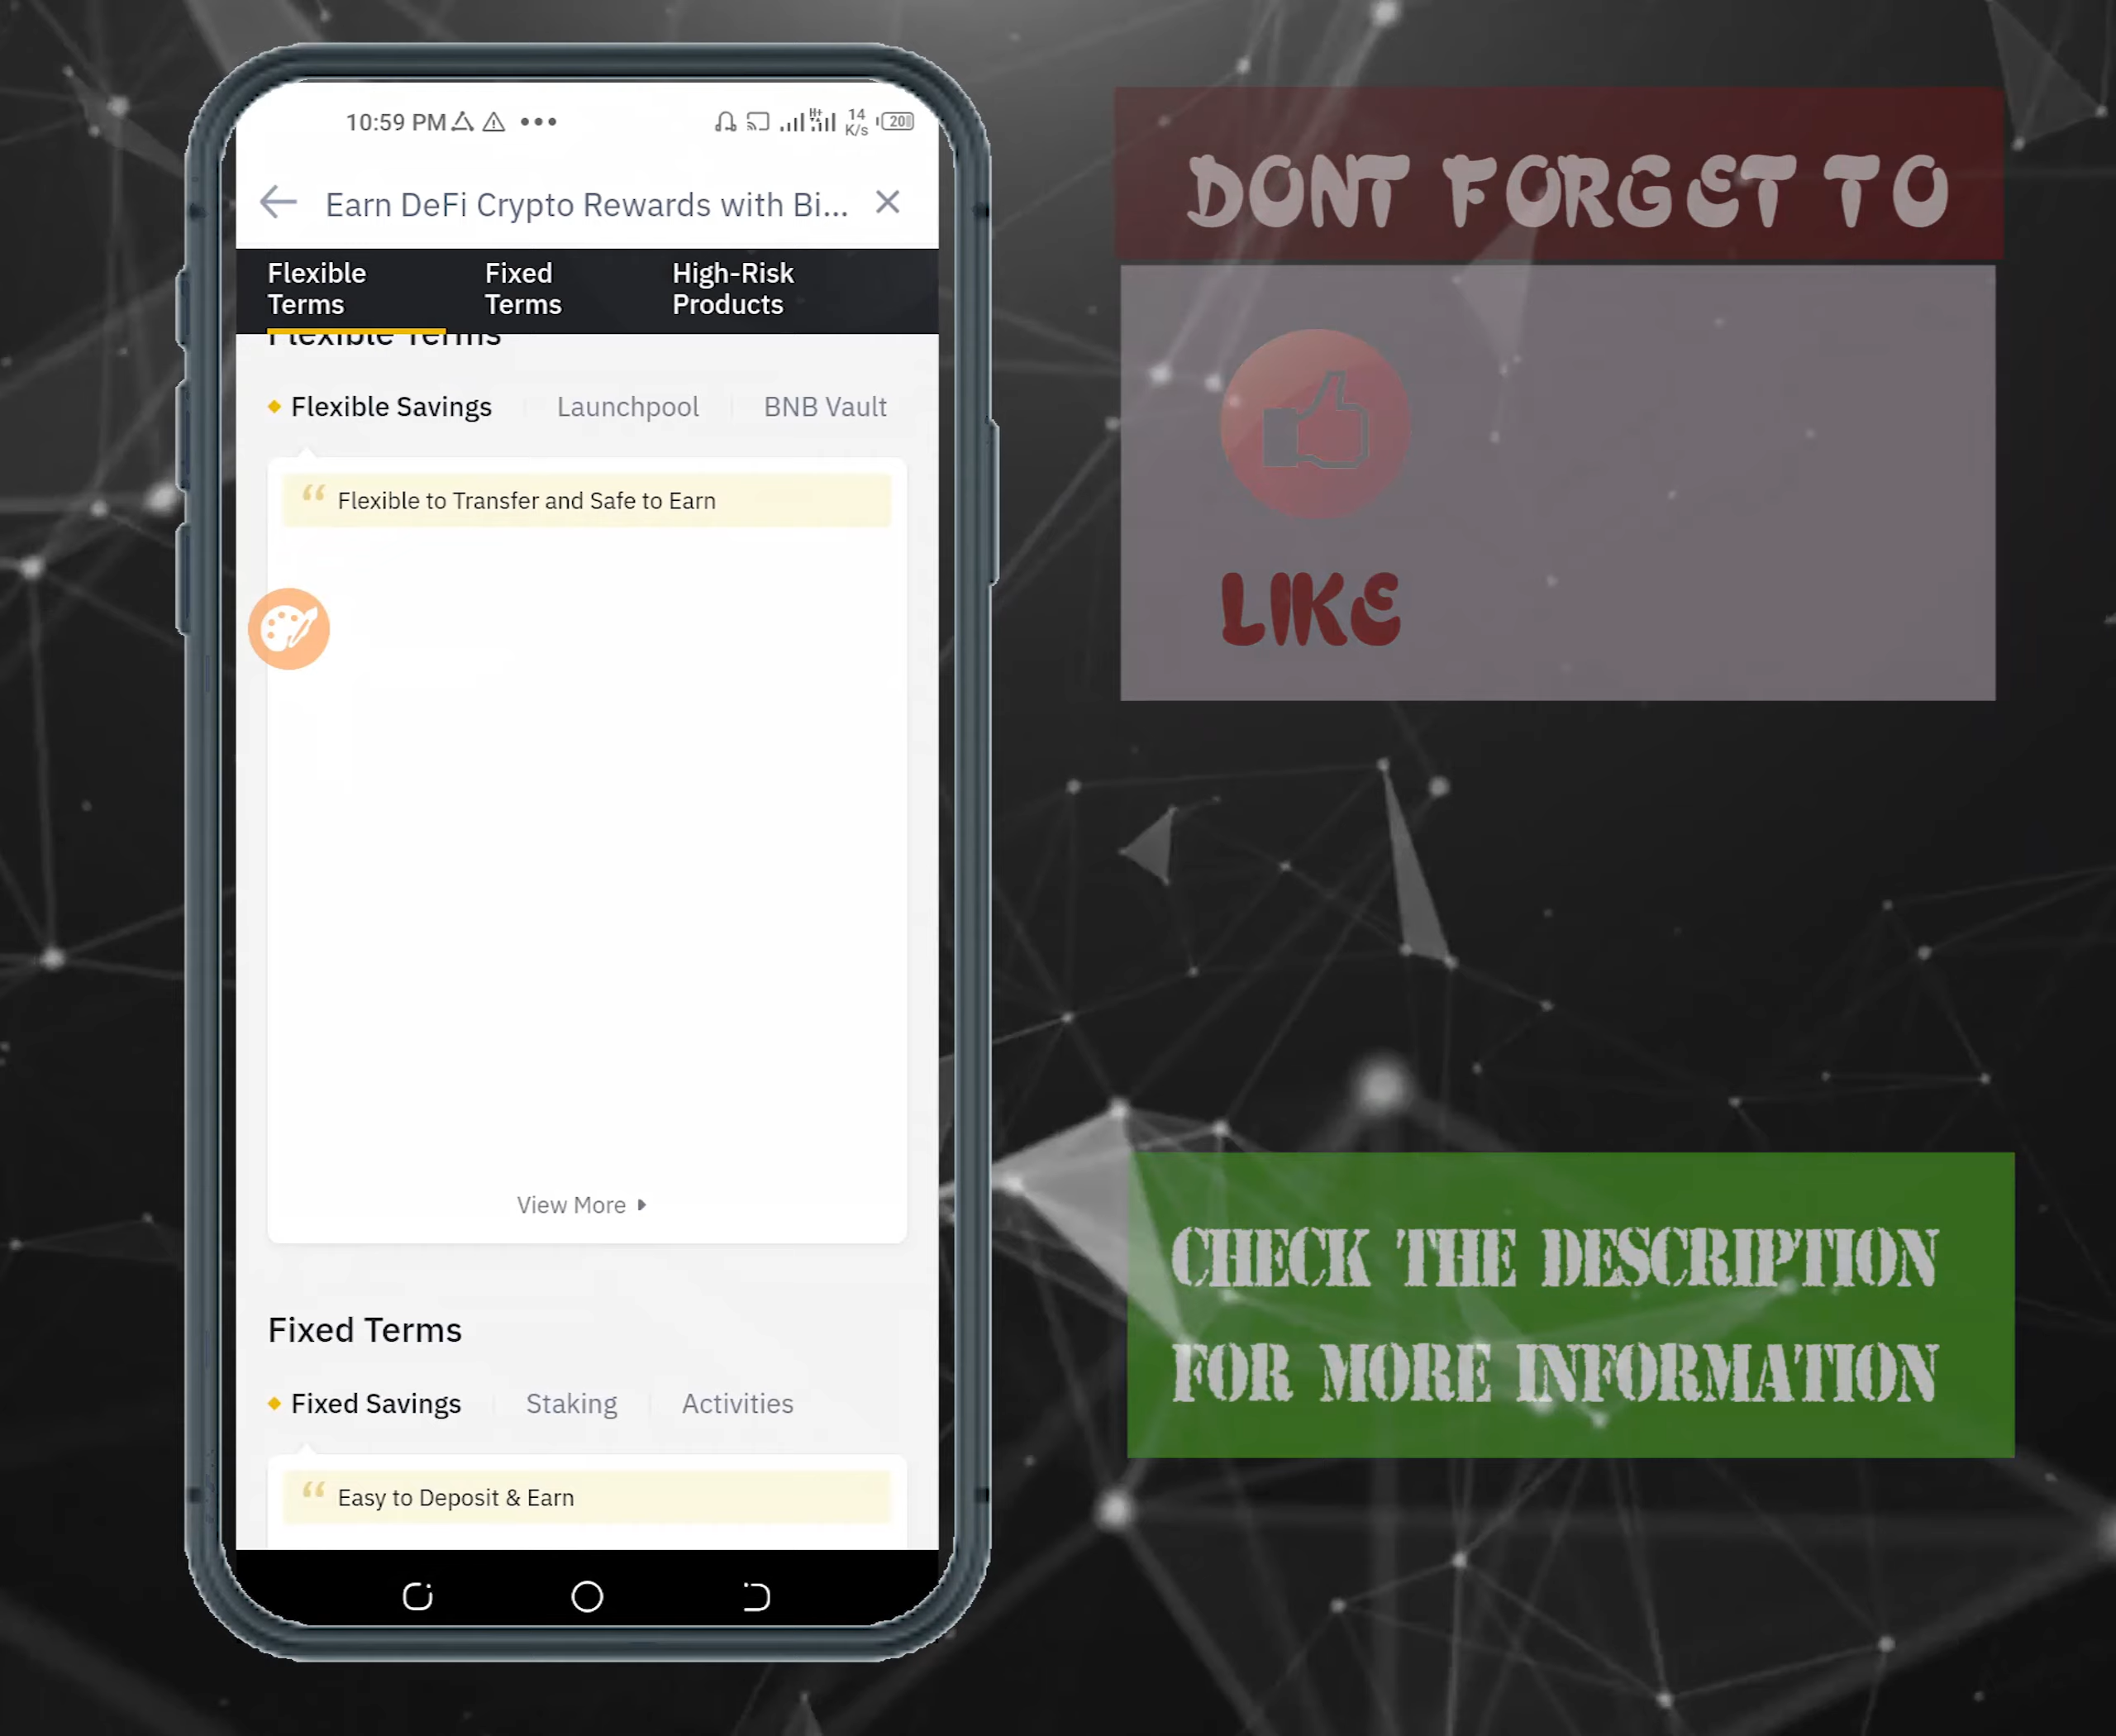 10:59 PM
14
K/s
20
Earn DeFi Crypto Rewards with Bi...
Flexible Terms
Fixed Terms
High-Risk Products
Flexible Terms
Flexible Savings
Launchpool
BNB Vault
“ Flexible to Transfer and Safe to Earn
View More
Fixed Terms
Fixed Savings
Staking
Activities
“ Easy to Deposit & Earn
DONT FORGET TO
LIKE
CHECK THE DESCRIPTION
FOR MORE INFORMATION